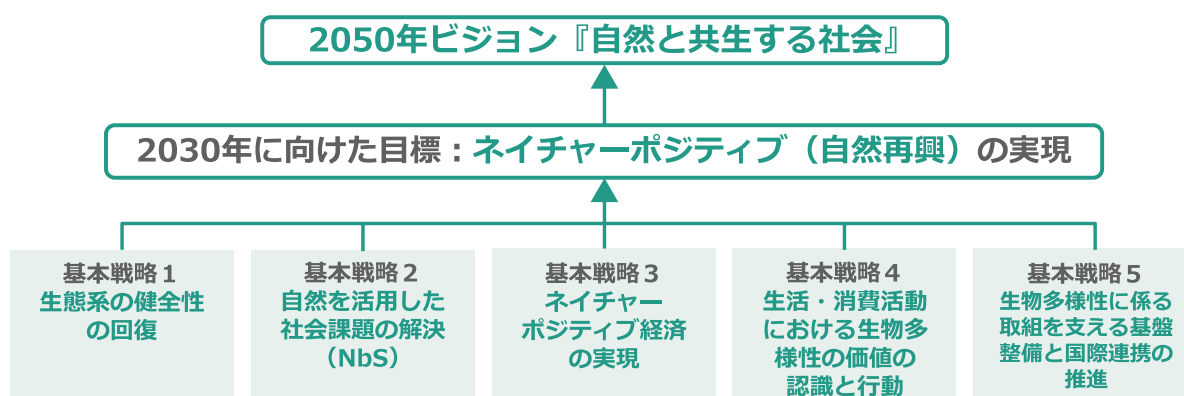 2050年ビジョン『自然と共生する社会』
2030年に向けた目標：ネイチャーポジティブ（自然再興）の実現
基本戦略１
生態系の健全性
の回復
基本戦略２
自然を活用した
社会課題の解決
（NbS）
基本戦略３
ネイチャー
ポジティブ経済
の実現
基本戦略４
生活・消費活動
における生物多
様性の価値の
認識と行動
基本戦略５
生物多様性に係る
取組を支える基盤
整備と国際連携の
推進